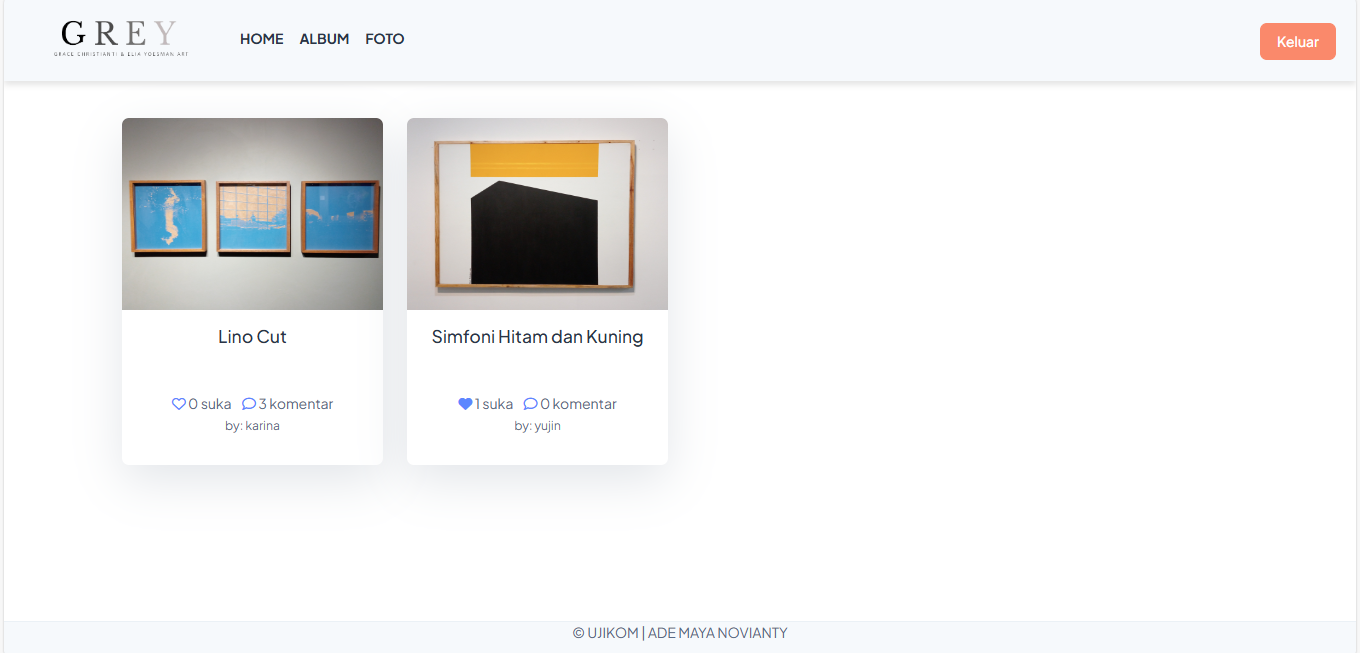 GREY
GRACE CHRISTIANTI & ELIA YOESMAN ART
HOME ALBUM FOTO
Keluar
Lino Cut
0 suka 3 komentar
by: karina
Simfoni Hitam dan Kuning
1 suka 0 komentar
by: yujin
© UJIKOM | ADE MAYA NOVIANTY